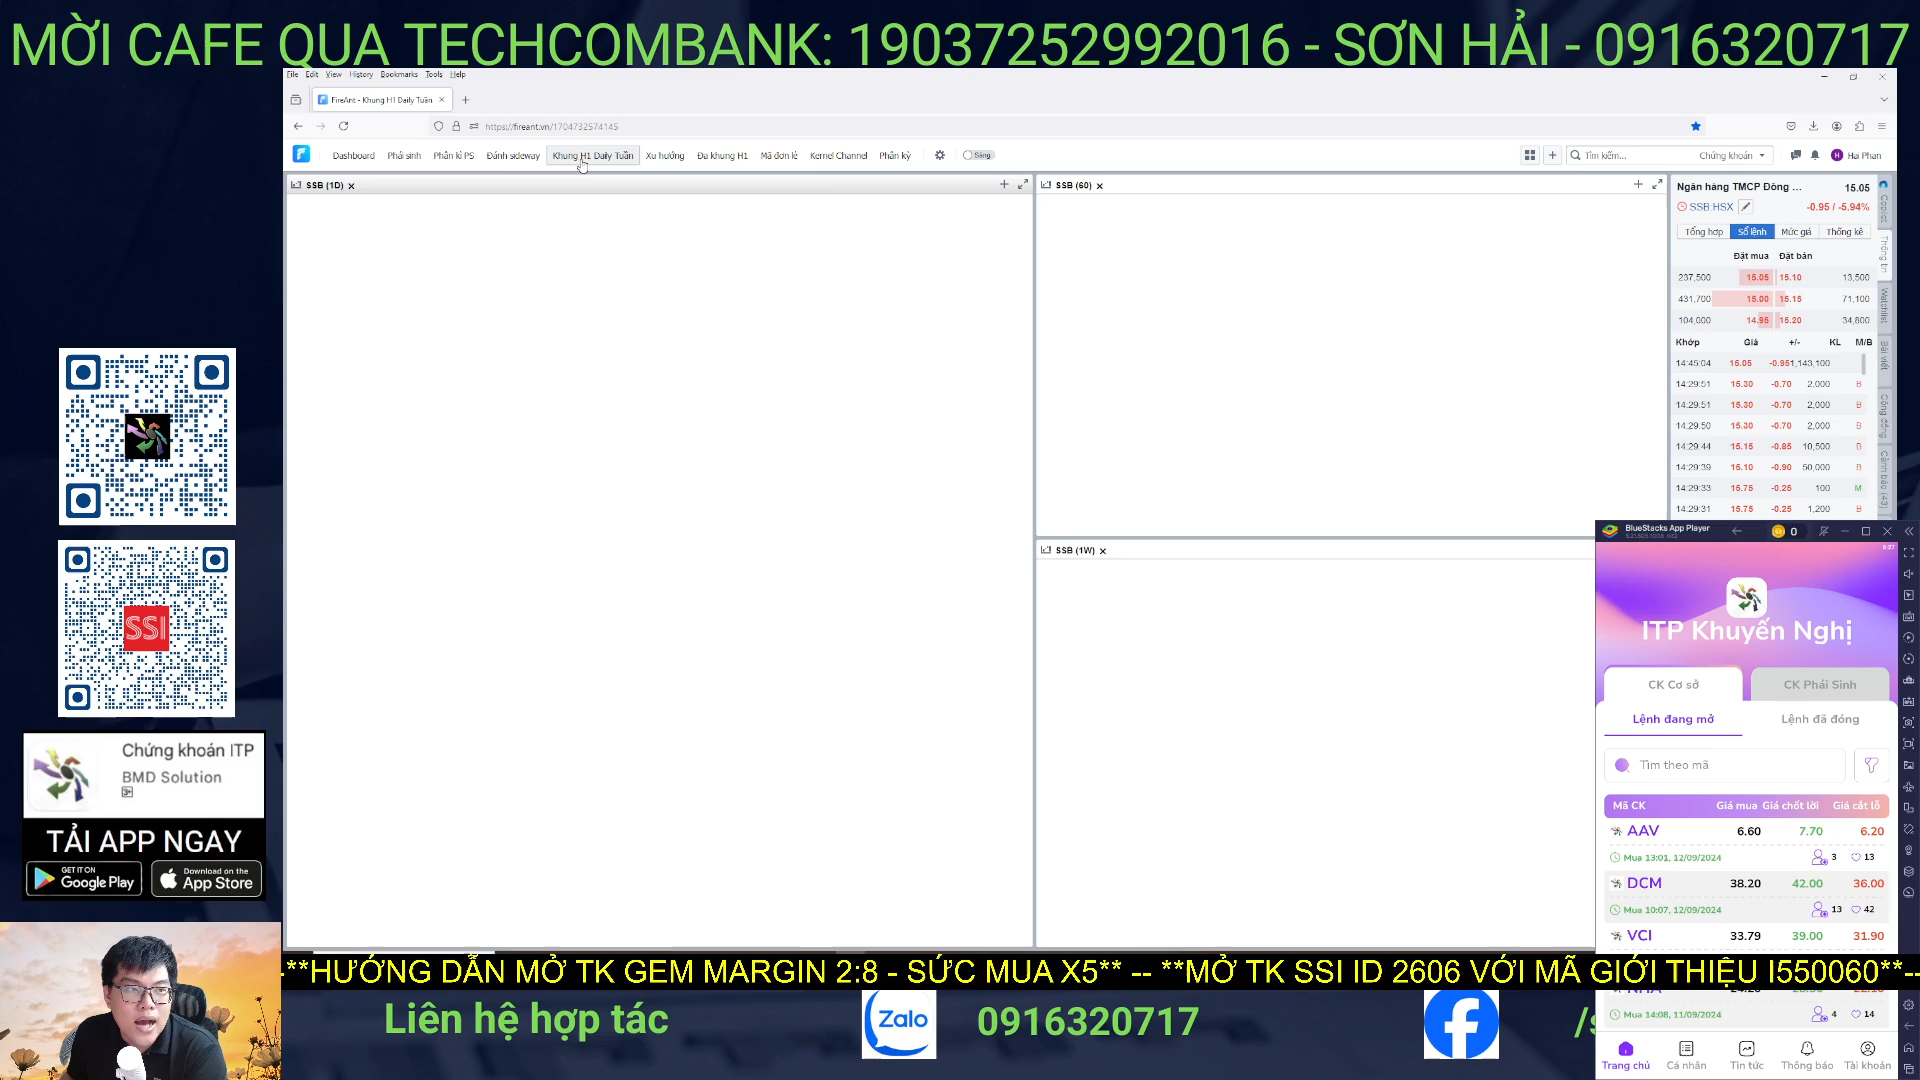 MỜI CAFE QUA TECHCOMBANK: 19037252992016 - SƠN HẢI - 0916320717
File Edit View History Bookmarks Tools Help
FireAnt - Khung H1 Daily Tuần
https://fireant.vn/1704732574145
Dashboard Phái sinh Phân kì PS Đánh sideway Khung H1 Daily Tuần Xu hướng Đa khung H1 Mã đơn lẻ Kernel Channel Phân kỳ Sáng
Tìm kiếm... Chứng khoán H Hai Phan
SSB (1D)
SSB (60)
SSB (1W)
Ngân hàng TMCP Đông ... 15.05
SSB:HSX -0.95 / -5.94%
Tổng hợp Sổ lệnh Mức giá Thống kê
Đặt mua Đặt bán
237,500 15.05 15.10 13,500
431,700 15.00 15.15 71,100
104,000 14.95 15.20 34,800
Khớp Giá +/- KL M/B
14:45:04 15.05 -0.95 1,143,100
14:29:51 15.30 -0.70 2,000 B
14:29:51 15.30 -0.70 2,000 B
14:29:50 15.30 -0.70 2,000 B
14:29:44 15.15 -0.85 10,500 B
14:29:39 15.10 -0.90 50,000 B
14:29:33 15.75 -0.25 100 M
14:29:31 15.75 -0.25 1,200 B
Copilot
Thông tin
Watchlist
Bài viết
Cộng đồng
Cảnh báo (43)
BlueStacks App Player
0
ITP Khuyến Nghị
CK Cơ sở CK Phái Sinh
Lệnh đang mở Lệnh đã đóng
Tìm theo mã
Mã CK Giá mua Giá chốt lời Giá cắt lỗ
AAV 6.60 7.70 6.20
Mua 13:01, 12/09/2024 3 13
DCM 38.20 42.00 36.00
Mua 10:07, 12/09/2024 13 42
VCI 33.79 39.00 31.90
Mua 14:08, 11/09/2024 4 14
Trang chủ Cá nhân Tin tức Thông báo Tài khoản
SSI
Chứng khoán ITP
BMD Solution
3+
TẢI APP NGAY
GET IT ON
Google Play
Download on the
App Store
-**HƯỚNG DẪN MỞ TK GEM MARGIN 2:8 - SỨC MUA X5** -- **MỞ TK SSI ID 2606 VỚI MÃ GIỚI THIỆU I550060**--
Liên hệ hợp tác
Zalo
0916320717